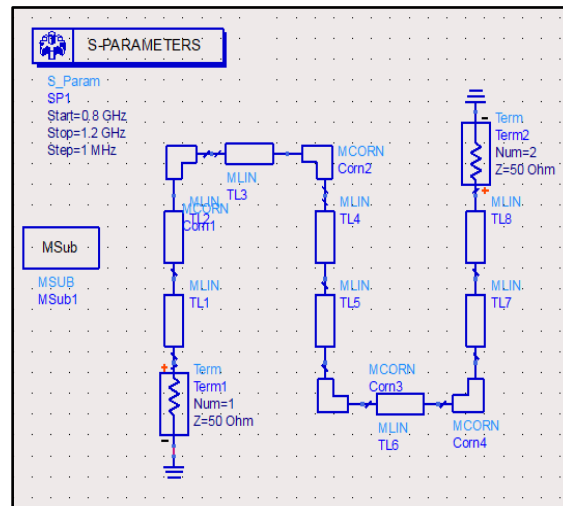 S-PARAMETERS
S_Param
SP1
Start=0.8 GHz
Stop=1.2 GHz
Step=1 MHz
MSub
MSUB
MSub1
MLIN
TL3
MCORN
Corn2
MLIN
TL2
MCORN
Corn1
MLIN
TL1
Term
Term1
Num=1
Z=50 Ohm
MLIN
TL4
MLIN
TL5
MCORN
Corn3
MLIN
TL6
MCORN
Corn4
Term
Term2
Num=2
Z=50 Ohm
MLIN
TL8
MLIN
TL7